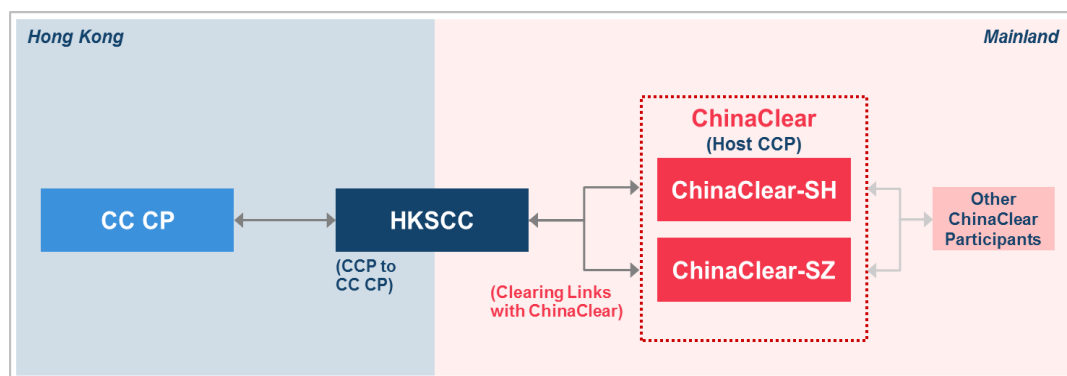 Hong Kong
Mainland
ChinaClear
(Host CCP)
ChinaClear-SH
CC CP
HKSCC
Other
ChinaClear
Participants
(CCP to
CC CP)
ChinaClear-SZ
(Clearing Links
with ChinaClear)